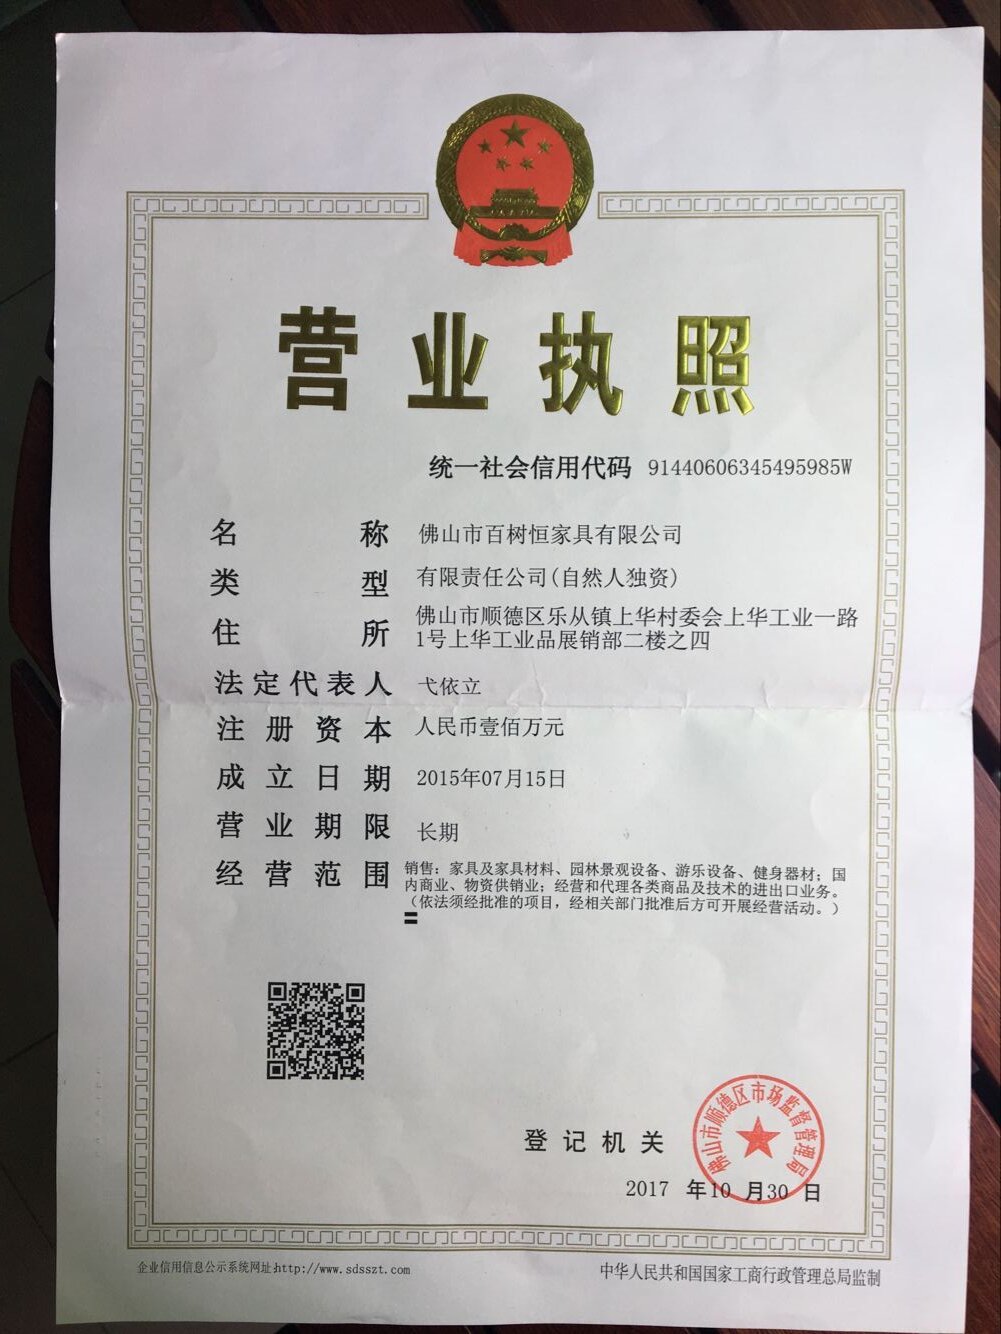 营业执照
统一社会信用代码 91440606345495985W
名称 佛山市百树恒家具有限公司
类型 有限责任公司(自然人独资)
住所 佛山市顺德区乐从镇上华村委会上华工业一路
1号上华工业品展销部二楼之四
法定代表人 弋依立
注册资本 人民币壹佰万元
成立日期 2015年07月15日
营业期限 长期
经营范围 销售：家具及家具材料、园林景观设备、游乐设备、健身器材；国
内商业、物资供销业；经营和代理各类商品及技术的进出口业务。
（依法须经批准的项目，经相关部门批准后方可开展经营活动。）
〓
登记机关
佛山市顺德区市场监督管理局
2017 年10 月30 日
企业信用信息公示系统网址:http://www.sdsszt.com
中华人民共和国国家工商行政管理总局监制